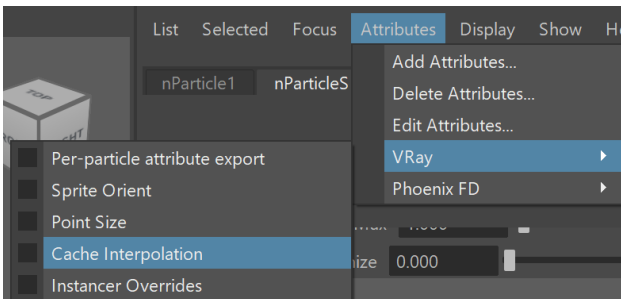 List Selected Focus Attributes Display Show
nParticle1 nParticleS
Add Attributes...
Delete Attributes...
Edit Attributes...
VRay
Phoenix FD
TOP
Per-particle attribute export
Sprite Orient
Point Size
Cache Interpolation
Instancer Overrides
ize 0.000